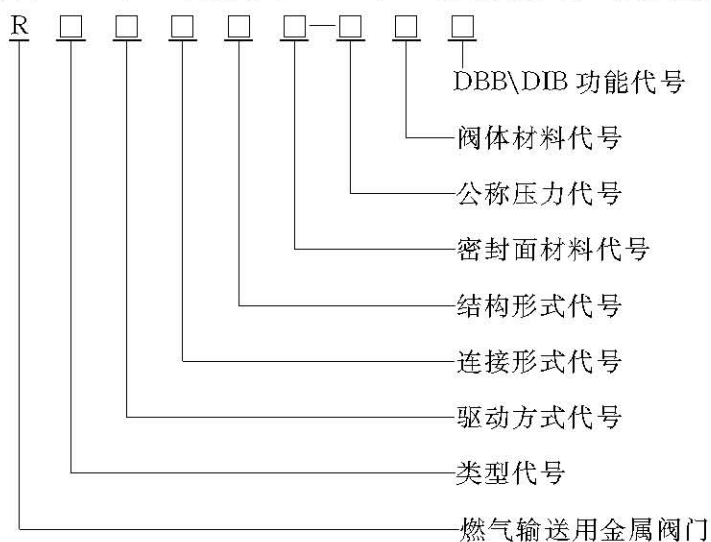 R□□□□□—□□□
DBB\DIB 功能代号
阀体材料代号
公称压力代号
密封面材料代号
结构形式代号
连接形式代号
驱动方式代号
类型代号
燃气输送用金属阀门